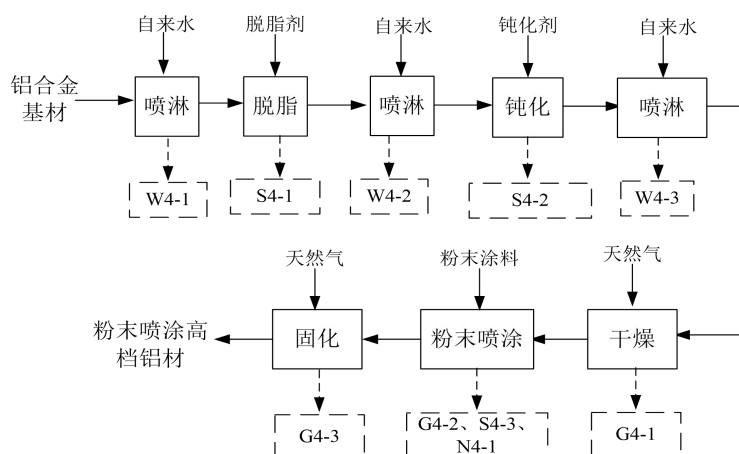 自来水
脱脂剂
自来水
钝化剂
自来水
铝合金
基材
喷淋
脱脂
喷淋
钝化
喷淋
W4-1
S4-1
W4-2
S4-2
W4-3
天然气
粉末涂料
天然气
粉末喷涂高
档铝材
固化
粉末喷涂
干燥
G4-3
G4-2、S4-3、
N4-1
G4-1